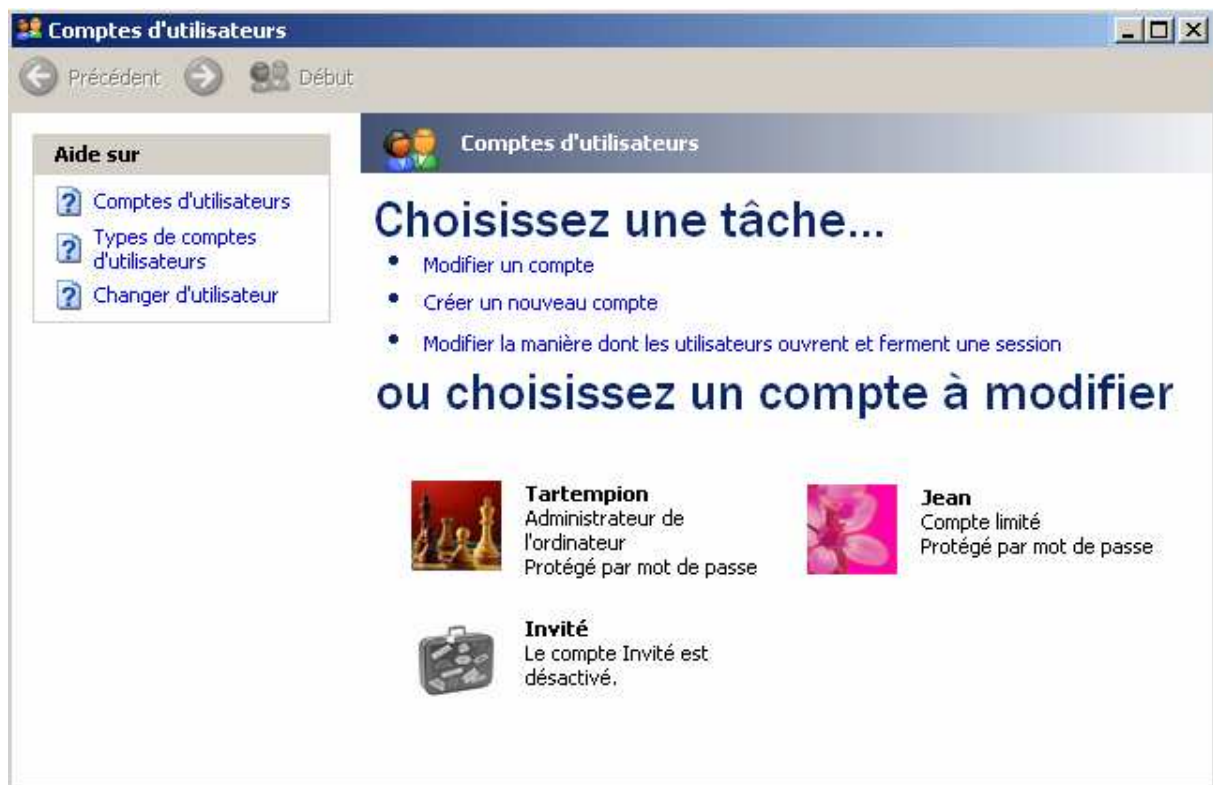 Comptes d'utilisateurs
Précédent
Début
Aide sur
Comptes d'utilisateurs
Types de comptes
d'utilisateurs
Changer d'utilisateur
Comptes d'utilisateurs
Choisissez une tâche...
Modifier un compte
Créer un nouveau compte
Modifier la manière dont les utilisateurs ouvrent et ferment une session
ou choisissez un compte à modifier
Tartempion
Administrateur de
l'ordinateur
Protégé par mot de passe
Jean
Compte limité
Protégé par mot de passe
Invité
Le compte Invité est
désactivé.